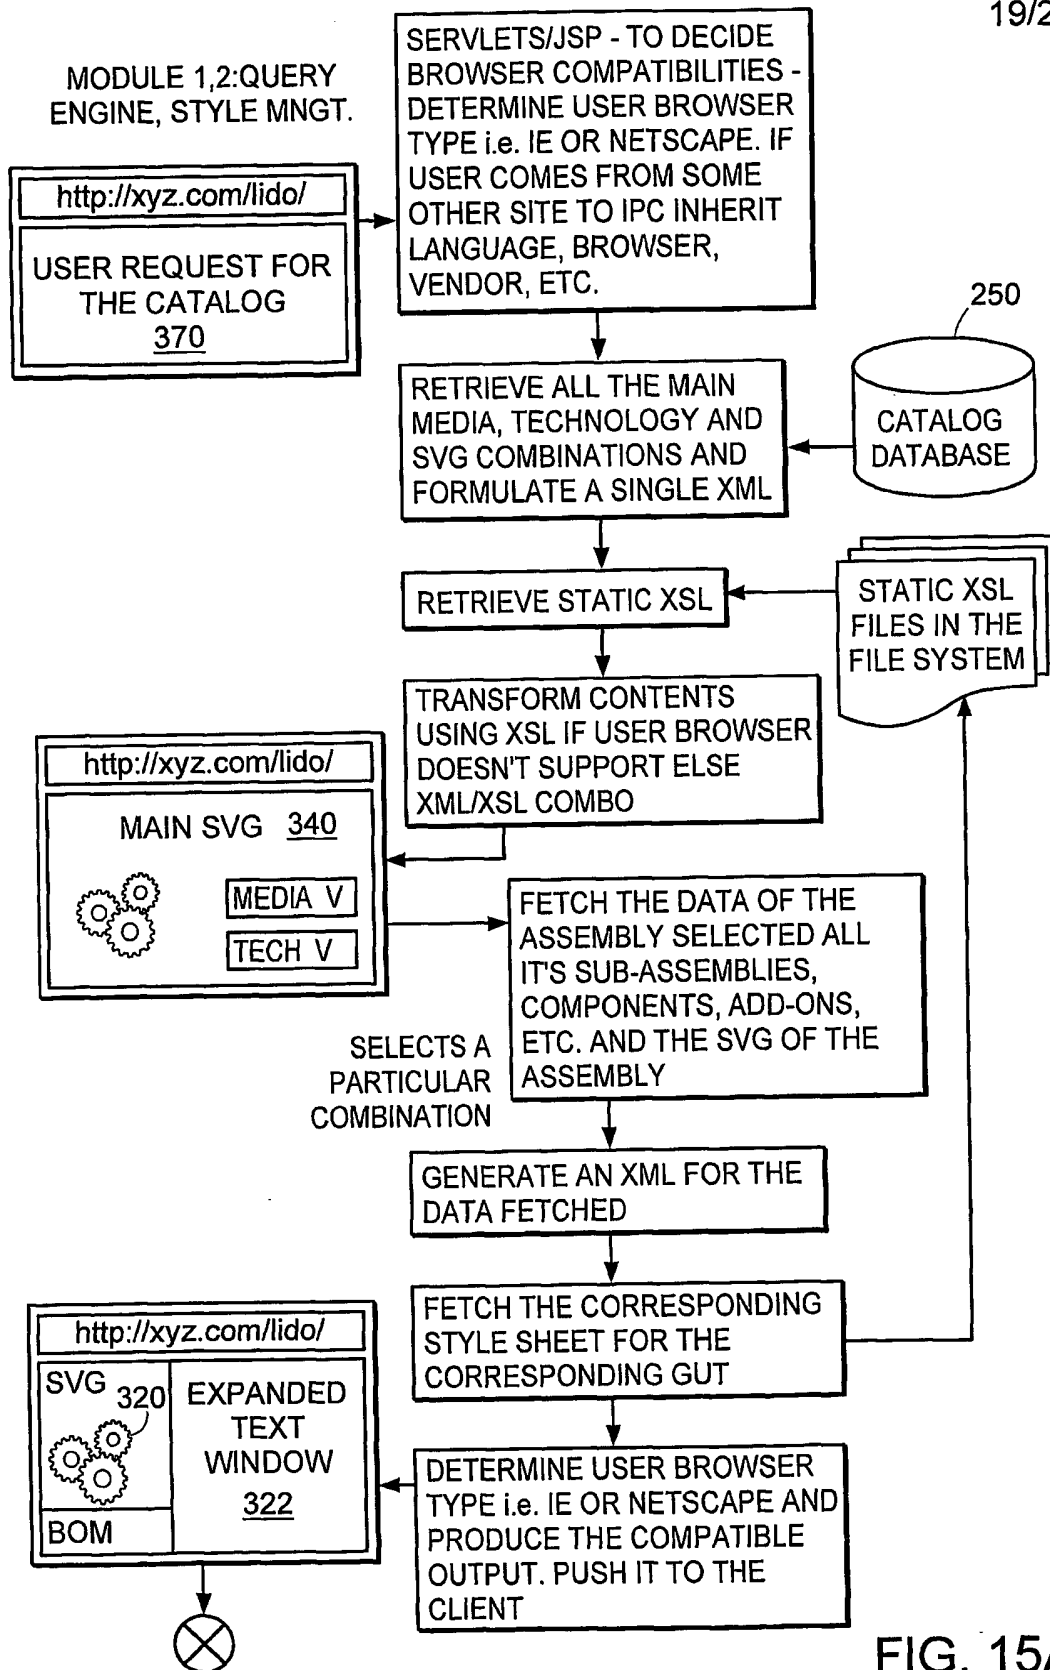 19/2
MODULE 1,2:QUERY
ENGINE, STYLE MNGT.
http://xyz.com/lido/
USER REQUEST FOR
THE CATALOG
370
SERVLETS/JSP - TO DECIDE
BROWSER COMPATIBILITIES -
DETERMINE USER BROWSER
TYPE i.e. IE OR NETSCAPE. IF
USER COMES FROM SOME
OTHER SITE TO IPC INHERIT
LANGUAGE, BROWSER,
VENDOR, ETC.
250
CATALOG
DATABASE
RETRIEVE ALL THE MAIN
MEDIA, TECHNOLOGY AND
SVG COMBINATIONS AND
FORMULATE A SINGLE XML
RETRIEVE STATIC XSL
STATIC XSL
FILES IN THE
FILE SYSTEM
TRANSFORM CONTENTS
USING XSL IF USER BROWSER
DOESN'T SUPPORT ELSE
XML/XSL COMBO
http://xyz.com/lido/
MAIN SVG 340
MEDIA V
TECH V
FETCH THE DATA OF THE
ASSEMBLY SELECTED ALL
IT'S SUB-ASSEMBLIES,
COMPONENTS, ADD-ONS,
ETC. AND THE SVG OF THE
ASSEMBLY
SELECTS A
PARTICULAR
COMBINATION
GENERATE AN XML FOR THE
DATA FETCHED
FETCH THE CORRESPONDING
STYLE SHEET FOR THE
CORRESPONDING GUT
http://xyz.com/lido/
SVG
320
BOM
EXPANDED
TEXT
WINDOW
322
DETERMINE USER BROWSER
TYPE i.e. IE OR NETSCAPE AND
PRODUCE THE COMPATIBLE
OUTPUT. PUSH IT TO THE
CLIENT
FIG. 15A